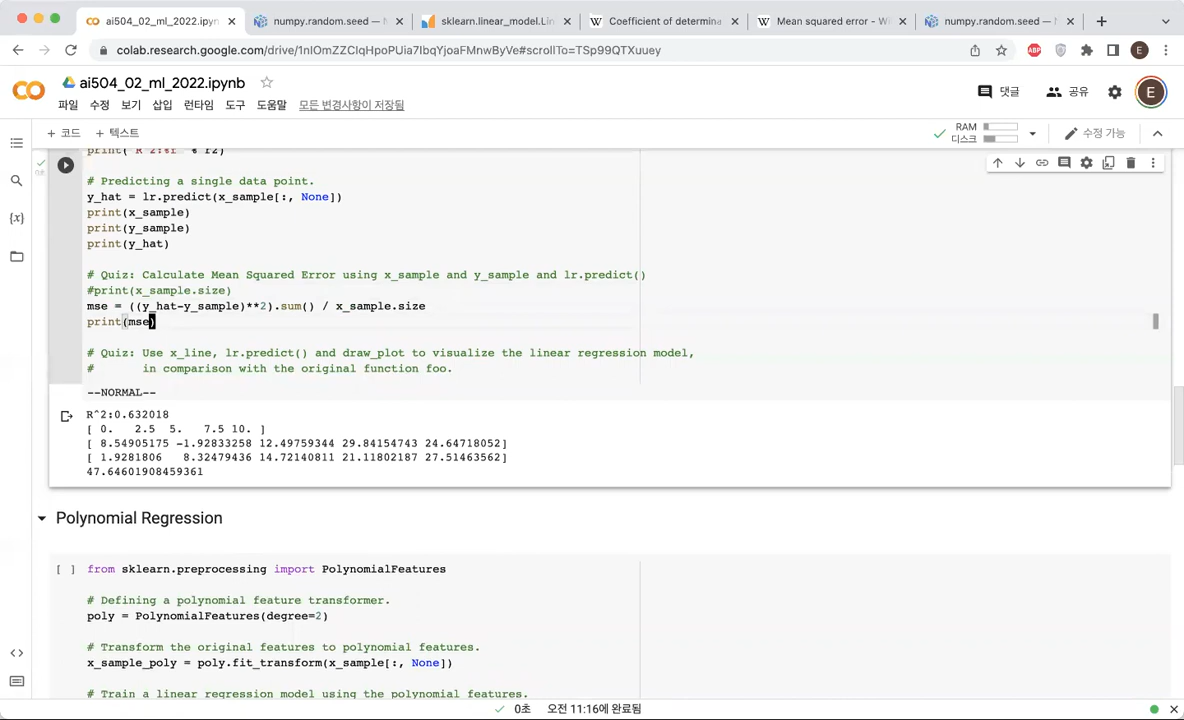 ai504_02_ml_2022.ipyn
numpy.random.seed — N
sklearn.linear_model.Lin
Coefficient of determina
Mean squared error - Wi
numpy.random.seed — N
E
ai504_02_ml_2022.ipynb
댓글
공유
E
파일 수정 보기 삽입 런타임 도구 도움말 모든 변경사항이 저장됨
+ 코드 + 텍스트
RAM
디스크
수정 가능
print("R^2:%f" % r2)
# Predicting a single data point.
y_hat = lr.predict(x_sample[:, None])
print(x_sample)
print(y_sample)
print(y_hat)
# Quiz: Calculate Mean Squared Error using x_sample and y_sample and lr.predict()
#print(x_sample.size)
mse = ((y_hat-y_sample)**2).sum() / x_sample.size
print(mse)
# Quiz: Use x_line, lr.predict() and draw_plot to visualize the linear regression model,
# in comparison with the original function foo.
--NORMAL--
R^2:0.632018
[ 0. 2.5 5. 7.5 10. ]
[ 8.54905175 -1.92833258 12.49759344 29.84154743 24.64718052]
[ 1.9281806 8.32479436 14.72140811 21.11802187 27.51463562]
47.64601908459361
Polynomial Regression
[ ] from sklearn.preprocessing import PolynomialFeatures
# Defining a polynomial feature transformer.
poly = PolynomialFeatures(degree=2)
# Transform the original features to polynomial features.
x_sample_poly = poly.fit_transform(x_sample[:, None])
# Train a linear regression model using the polynomial features.
0초 오전 11:16에 완료됨